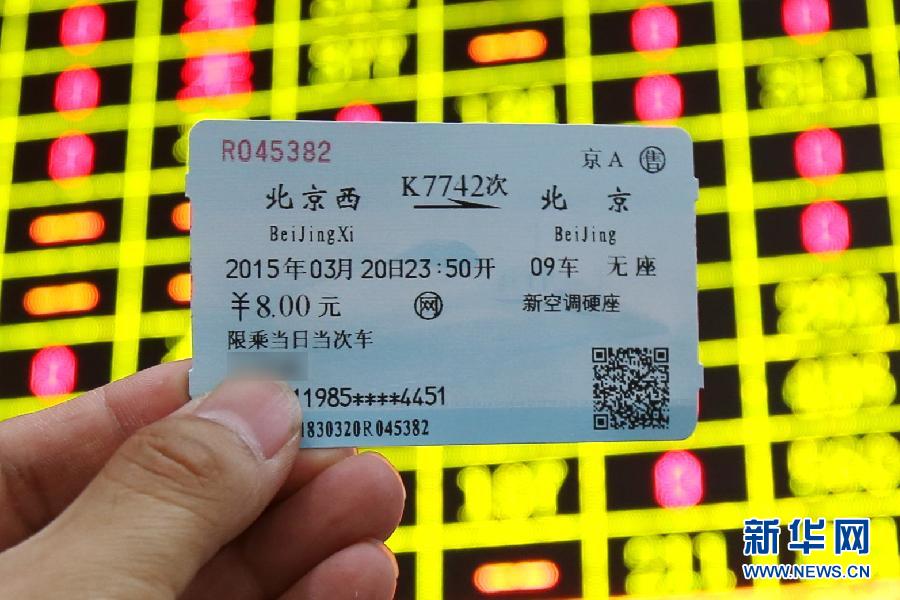 R045382
京A 售
北京西 K7742次 北京
BeiJingXi BeiJing
2015年03月20日23:50开 09车 无座
¥8.00元 网 新空调硬座
限乘当日当次车
11985****4451
1830320R045382
新华网
WWW.NEWS.CN